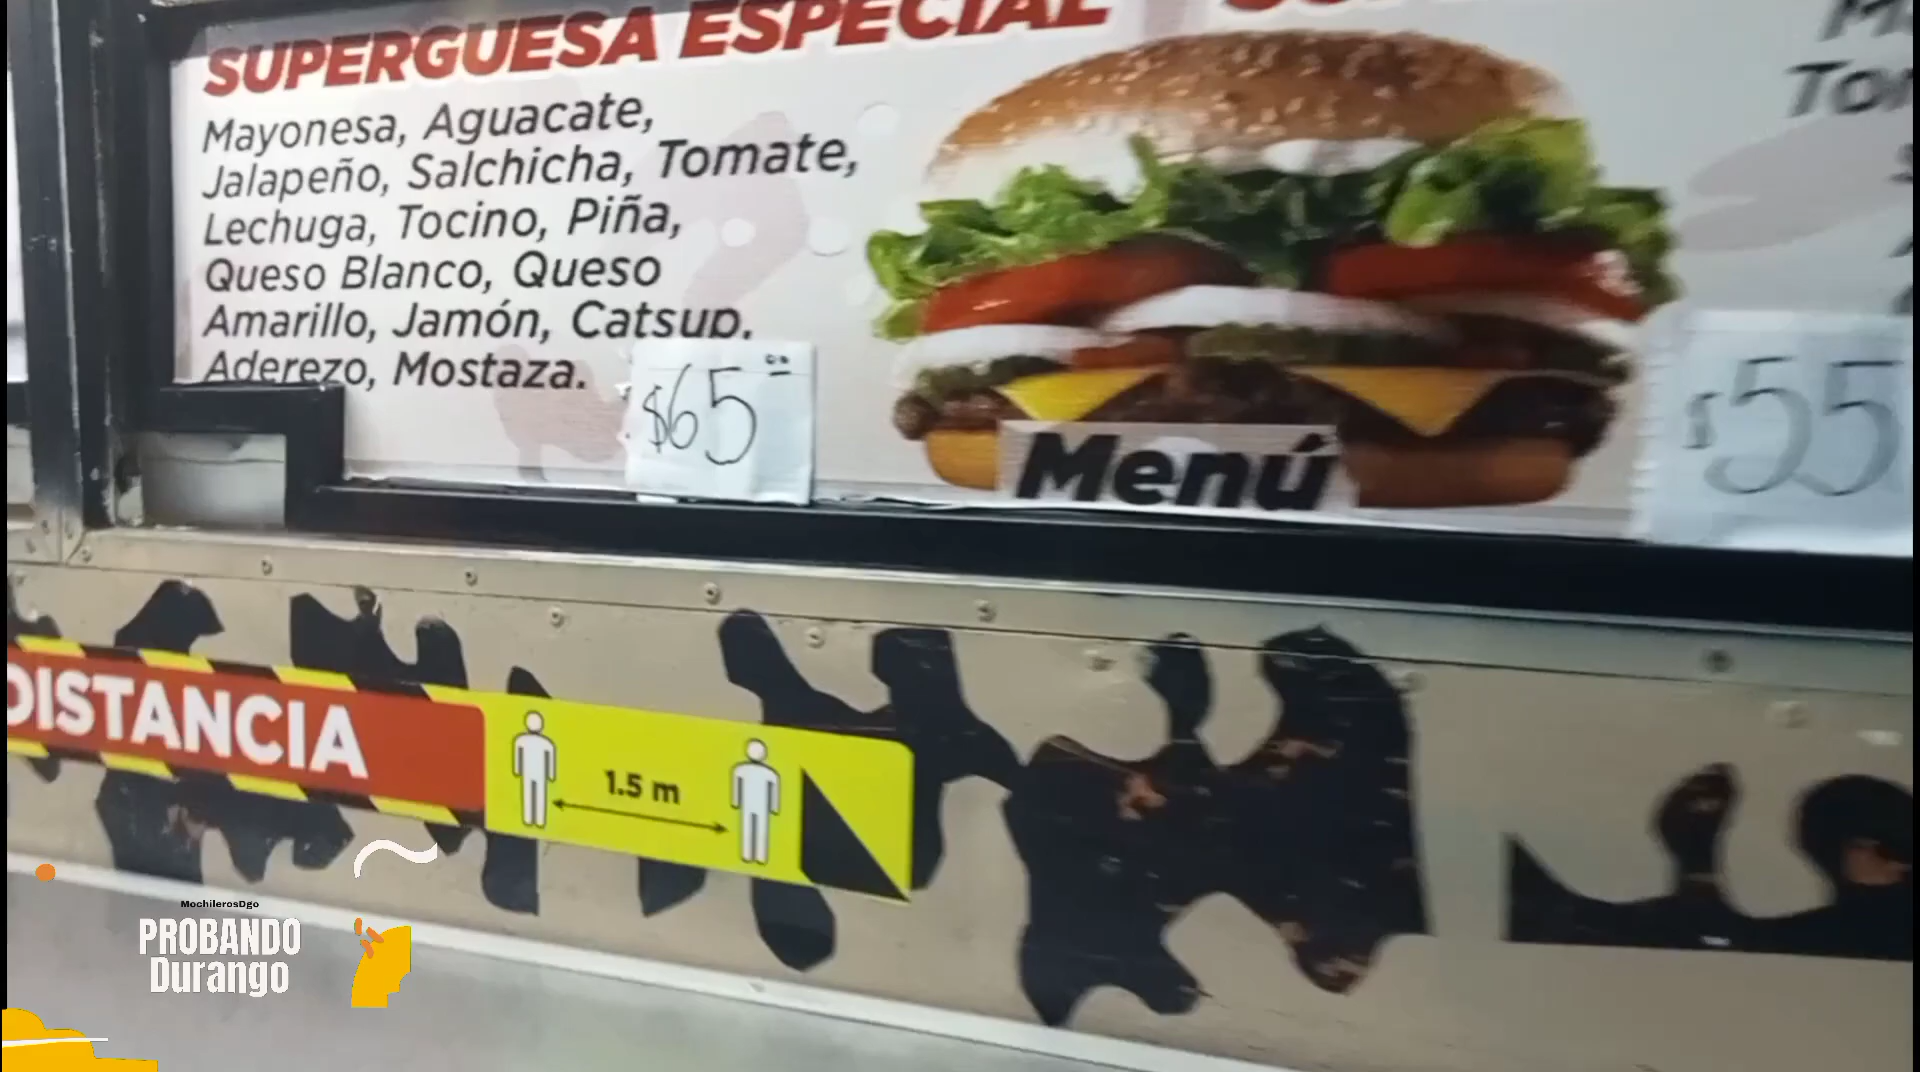 SUPERGUESA ESPECIAL
Mayonesa, Aguacate,
Jalapeño, Salchicha, Tomate,
Lechuga, Tocino, Piña,
Queso Blanco, Queso
Amarillo, Jamón, Catsup,
Aderezo, Mostaza.
$65.00
Menú
$55
DISTANCIA
1.5 m
MochilerosDgo
PROBANDO
Durango